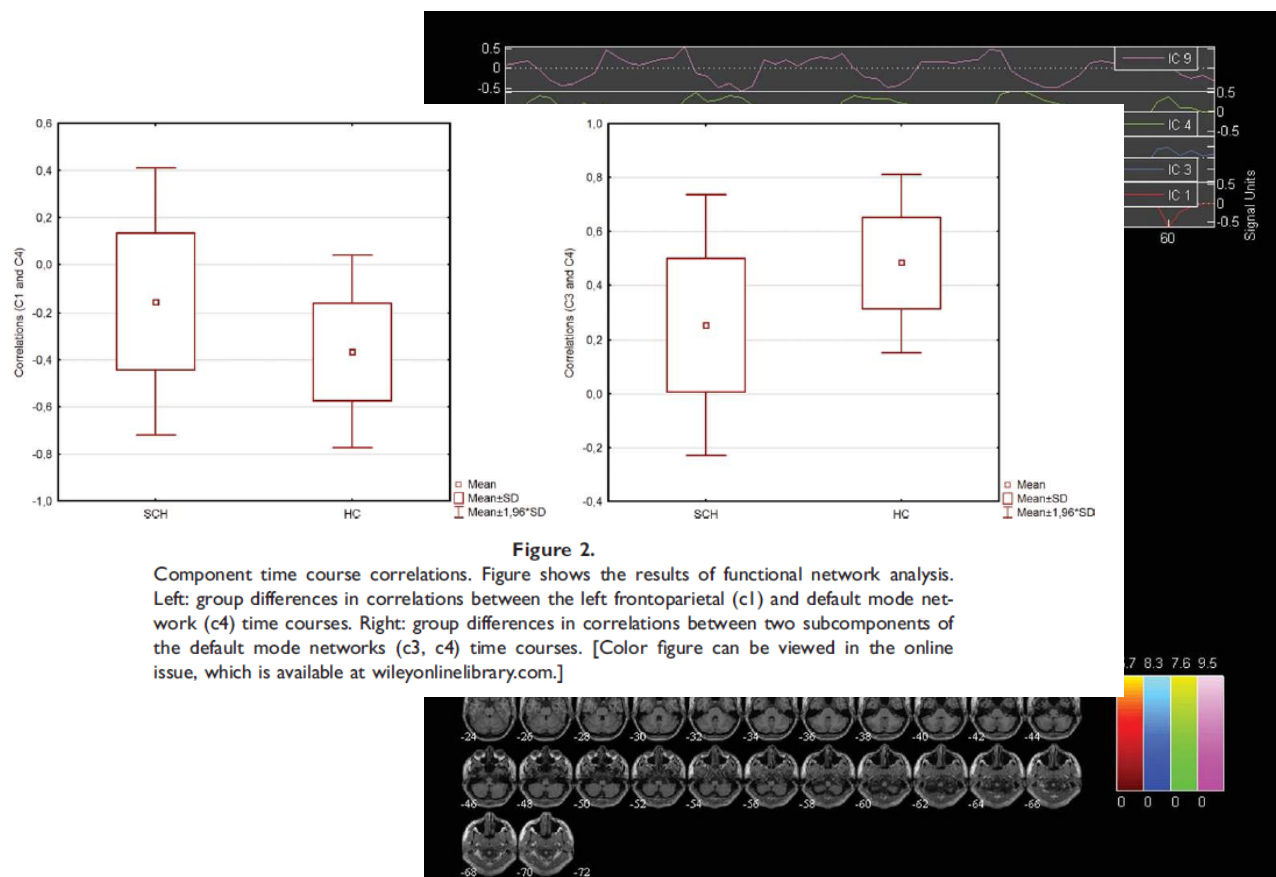 0.5
0
-0.5
IC 9
0.5
0
-0.5
IC 4
IC 3
0.5
IC 1
0
-0.5
60
Signal Units
0,6
0,4
0,2
0,0
-0,2
-0,4
-0,6
-0,8
-1,0
Correlations (C1 and C4)
SCH
HC
Mean
Mean±SD
Mean±1,96*SD
1,0
0,8
0,6
0,4
0,2
0,0
-0,2
-0,4
Correlations (C3 and C4)
SCH
HC
Mean
Mean±SD
Mean±1,96*SD
Figure 2.
Component time course correlations. Figure shows the results of functional network analysis.
Left: group differences in correlations between the left frontoparietal (c1) and default mode net-
work (c4) time courses. Right: group differences in correlations between two subcomponents of
the default mode networks (c3, c4) time courses. [Color figure can be viewed in the online
issue, which is available at wileyonlinelibrary.com.]
.7 8.3 7.6 9.5
-24 -26 -28 -30 -32 -34 -36 -38 -40 -42 -44
-46 -48 -50 -52 -54 -56 -58 -60 -62 -64 -66
0 0 0 0
-68 -70 -72